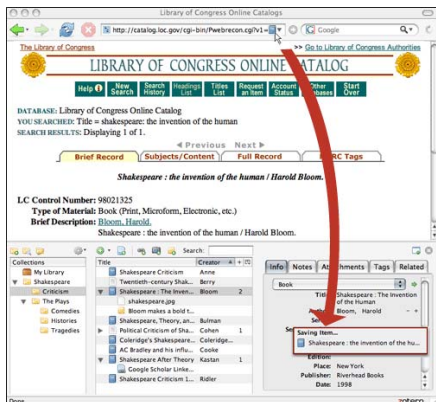 Library of Congress Online Catalogs
http://catalog.loc.gov/cgi-bin/Pwebrecon.cgi?v1=
Google
The Library of Congress
>> Go to Library of Congress Authorities
LIBRARY OF CONGRESS ONLINE CATALOG
Help New Search Search History Headings List Titles List Request an Item Account Status Other Databases Start Over
DATABASE: Library of Congress Online Catalog
YOU SEARCHED: Title = shakespeare: the invention of the human
SEARCH RESULTS: Displaying 1 of 1.
Previous Next
Brief Record Subjects/Content Full Record MARC Tags
Shakespeare : the invention of the human / Harold Bloom.
LC Control Number: 98021325
Type of Material: Book (Print, Microform, Electronic, etc.)
Brief Description: Bloom, Harold.
Shakespeare : the invention of the human / Harold Bloom.
Search:
Collections
My Library
Shakespeare
Criticism
The Plays
Comedies
Histories
Tragedies
Title Creator
Shakespeare Criticism Anne
Twentieth-century Shak... Berry
Shakespeare : The Inven... Bloom 2
shakespeare.jpg
Bloom makes a bold t...
Shakespeare, Theory, an... Bulman
Political Criticism of Sha... Cohen 1
Coleridge's Shakespeare... Coleridge...
AC Bradley and his influ... Cooke
Shakespeare After Theory Kastan 1
Google Scholar Linke...
Shakespeare Criticism 1... Ridler
Info Notes Attachments Tags Related
Book
Title: Shakespeare : The Invention of the Human
Bloom, Harold
Saving Item...
Shakespeare : the invention of the hu...
Edition:
Place: New York
Publisher: Riverhead Books
Date: 1998
Done
zotero